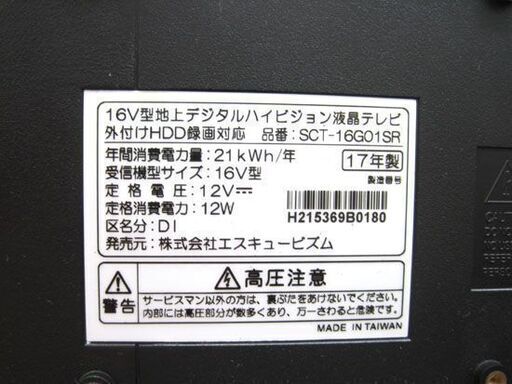 16V型地上デジタルハイビジョン液晶テレビ
外付けHDD録画対応 品番:SCT-16G01SR
年間消費電力量:21kWh/年
17年製
受信機型サイズ:16V型
製造番号
定格電圧:12V⎓
定格消費電力:12W
H215369B0180
区名分:DI
発売元:株式会社エスキュービズム
警告
高圧注意
サービスマン以外の方は、裏ぶたをあけないでください。
内部には高圧部分が数多くあり、万一さわると危険です。
MADE IN TAIWAN